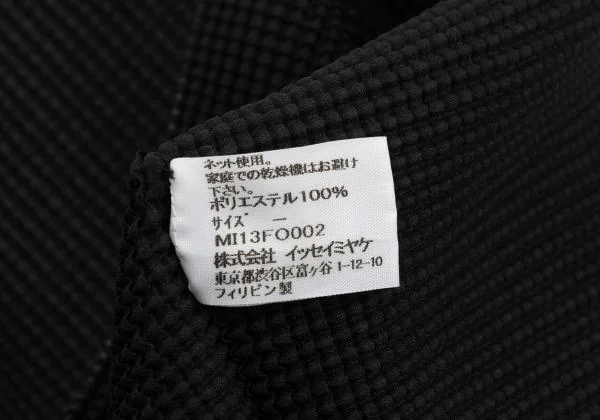 ネット使用。
家庭での乾燥機はお避け
下さい。
ポリエステル100%
サイズ －
MI13FO002
株式会社 イッセイミヤケ
東京都渋谷区富ヶ谷 1-12-10
フィリピン製